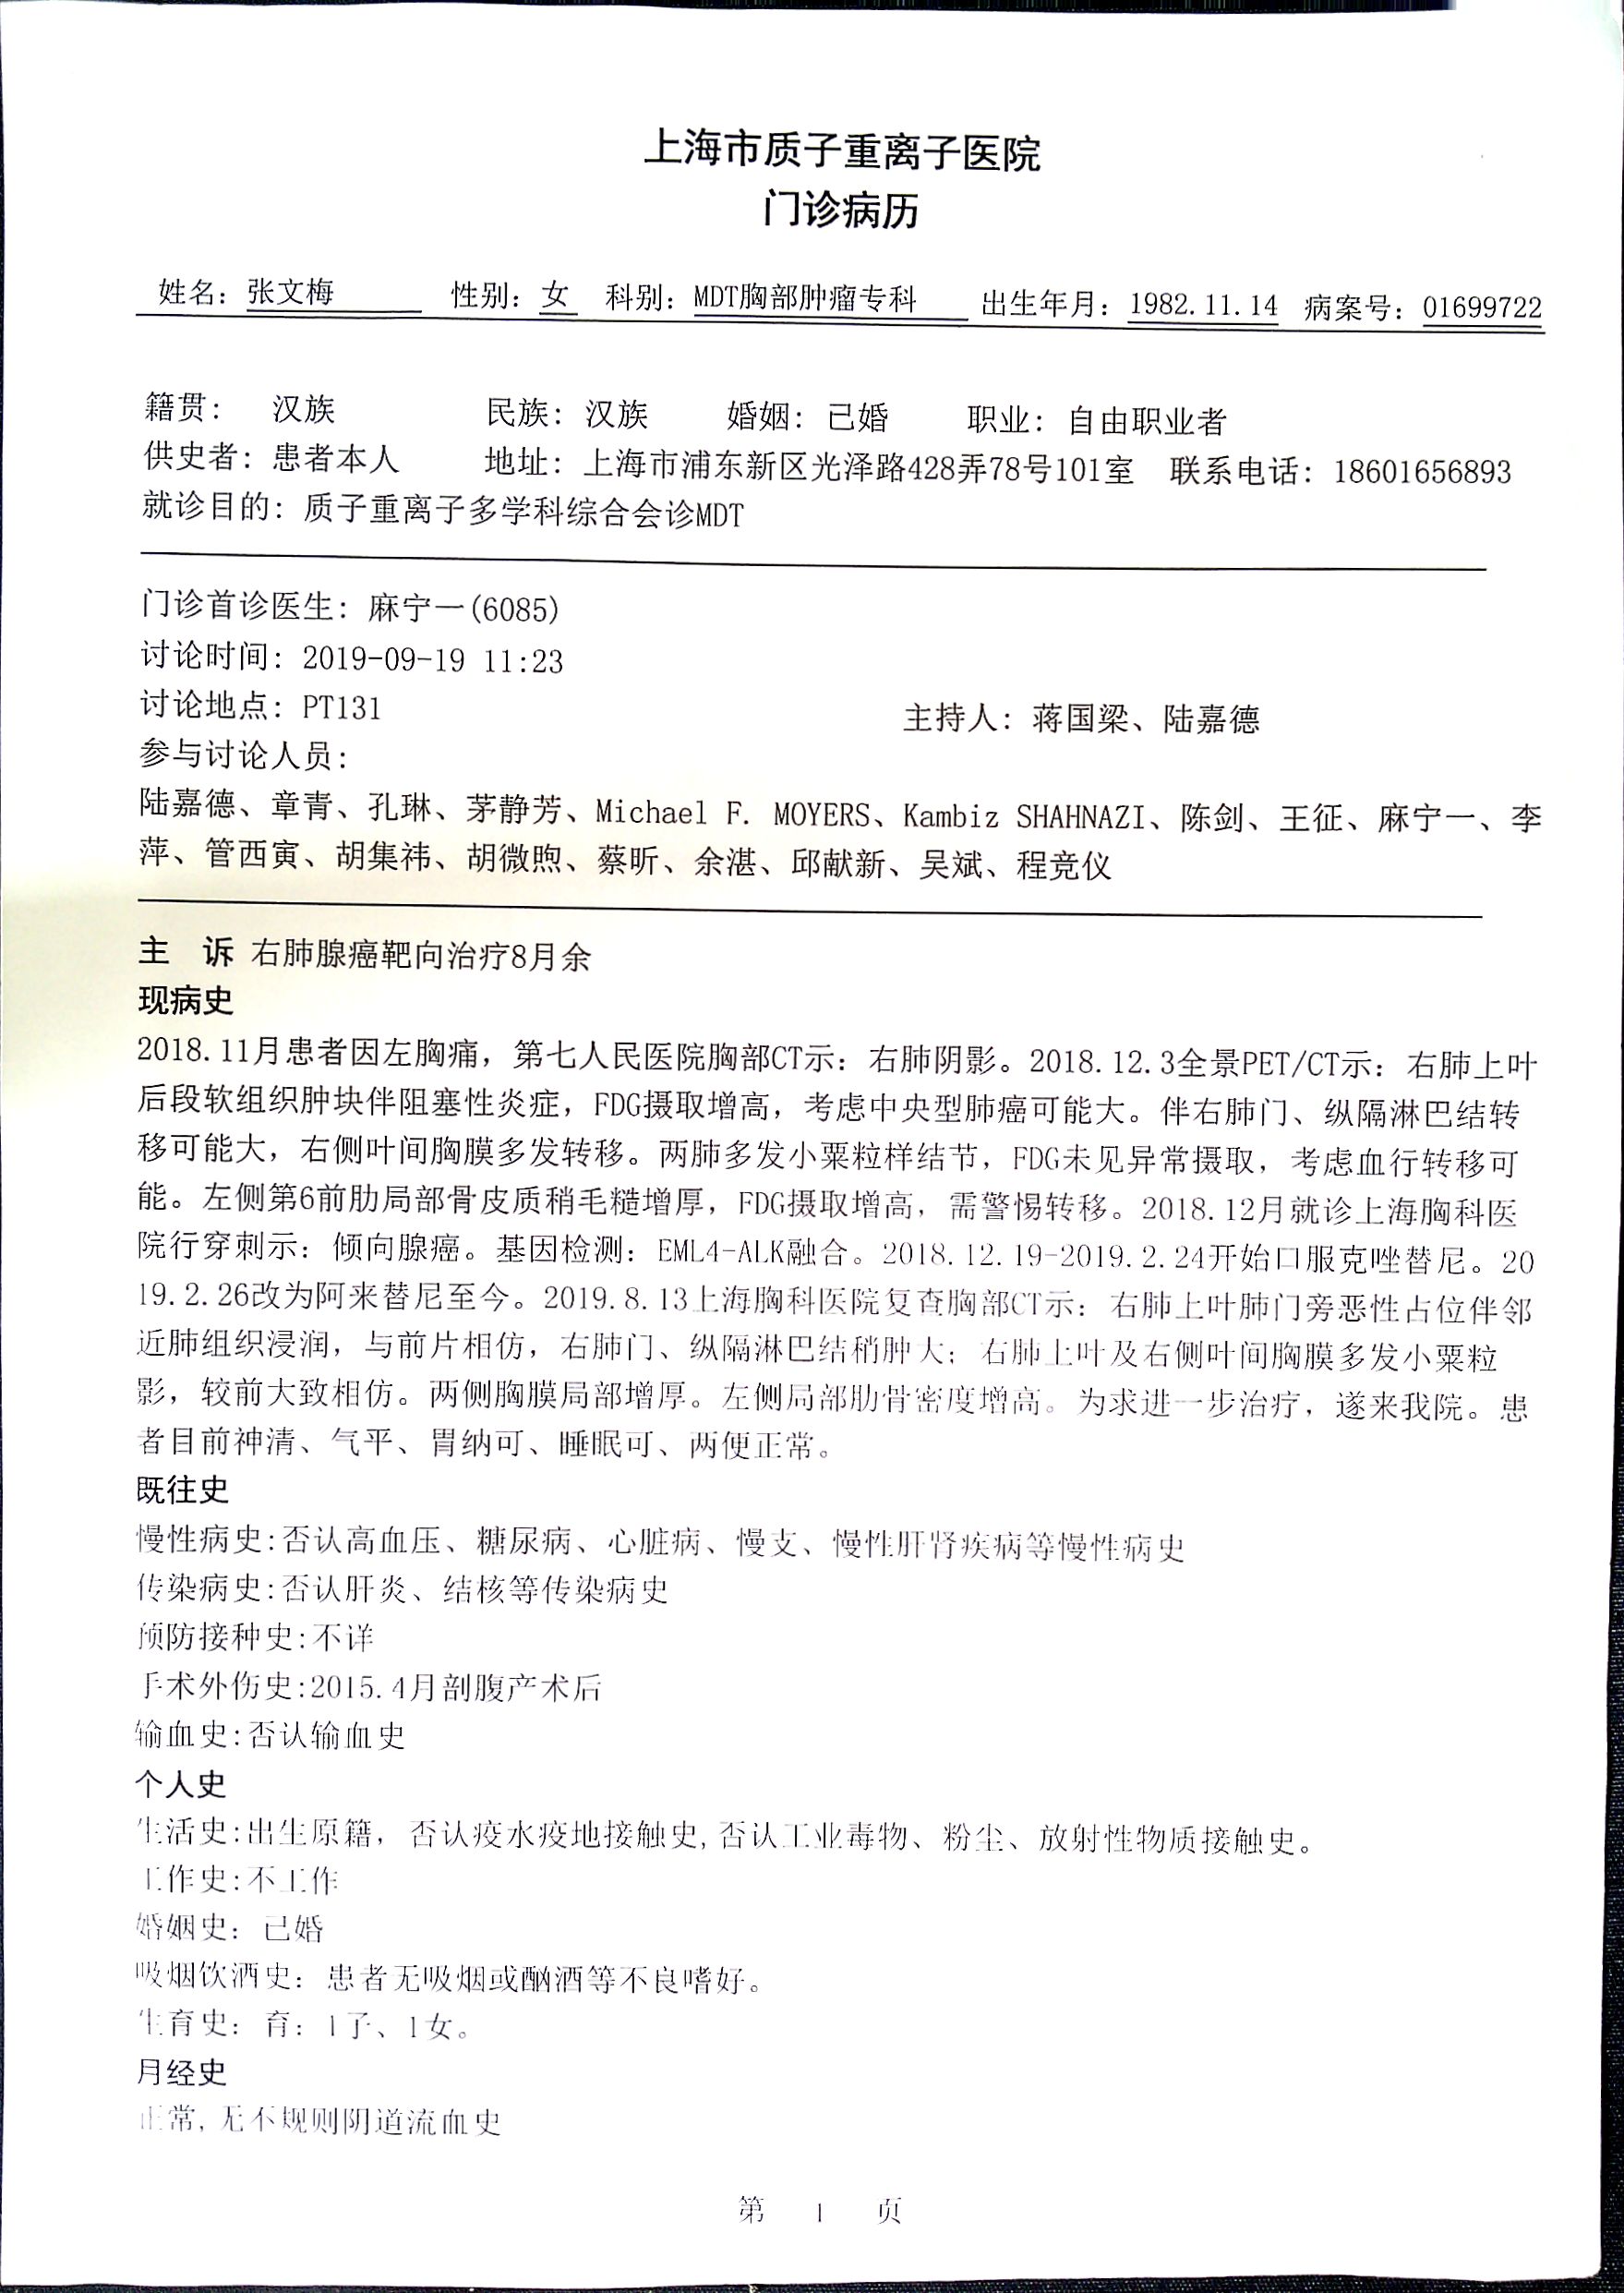 上海市质子重离子医院
门诊病历
姓名：张文梅 性别：女 科别：MDT胸部肿瘤专科 出生年月：1982.11.14 病案号：01699722
籍贯： 汉族 民族：汉族 婚姻：已婚 职业：自由职业者
供史者：患者本人 地址：上海市浦东新区光泽路428弄78号101室 联系电话：18601656893
就诊目的：质子重离子多学科综合会诊MDT
门诊首诊医生：麻宁一(6085)
讨论时间：2019-09-19 11:23
讨论地点：PT131 主持人：蒋国梁、陆嘉德
参与讨论人员：
陆嘉德、章青、孔琳、茅静芳、Michael F. MOYERS、Kambiz SHAHNAZI、陈剑、王征、麻宁一、李
萍、管西寅、胡集祎、胡微煦、蔡昕、余湛、邱献新、吴斌、程竞仪
主 诉 右肺腺癌靶向治疗8月余
现病史
2018.11月患者因左胸痛，第七人民医院胸部CT示：右肺阴影。2018.12.3全景PET/CT示：右肺上叶
后段软组织肿块伴阻塞性炎症，FDG摄取增高，考虑中央型肺癌可能大。伴右肺门、纵隔淋巴结转
移可能大，右侧叶间胸膜多发转移。两肺多发小粟粒样结节，FDG未见异常摄取，考虑血行转移可
能。左侧第6前肋局部骨皮质稍毛糙增厚，FDG摄取增高，需警惕转移。2018.12月就诊上海胸科医
院行穿刺示：倾向腺癌。基因检测：EML4-ALK融合。2018.12.19-2019.2.24开始口服克唑替尼。20
19.2.26改为阿来替尼至今。2019.8.13上海胸科医院复查胸部CT示：右肺上叶肺门旁恶性占位伴邻
近肺组织浸润，与前片相仿，右肺门、纵隔淋巴结稍肿大；右肺上叶及右侧叶间胸膜多发小粟粒
影，较前大致相仿。两侧胸膜局部增厚。左侧局部肋骨密度增高。为求进一步治疗，遂来我院。患
者目前神清、气平、胃纳可、睡眠可、两便正常。
既往史
慢性病史:否认高血压、糖尿病、心脏病、慢支、慢性肝肾疾病等慢性病史
传染病史:否认肝炎、结核等传染病史
预防接种史:不详
手术外伤史:2015.4月剖腹产术后
输血史:否认输血史
个人史
生活史:出生原籍，否认疫水疫地接触史,否认工业毒物、粉尘、放射性物质接触史。
工作史:不工作
婚姻史：已婚
吸烟饮酒史：患者无吸烟或酗酒等不良嗜好。
生育史：育：1子、1女。
月经史
正常,无不规则阴道流血史
第 1 页